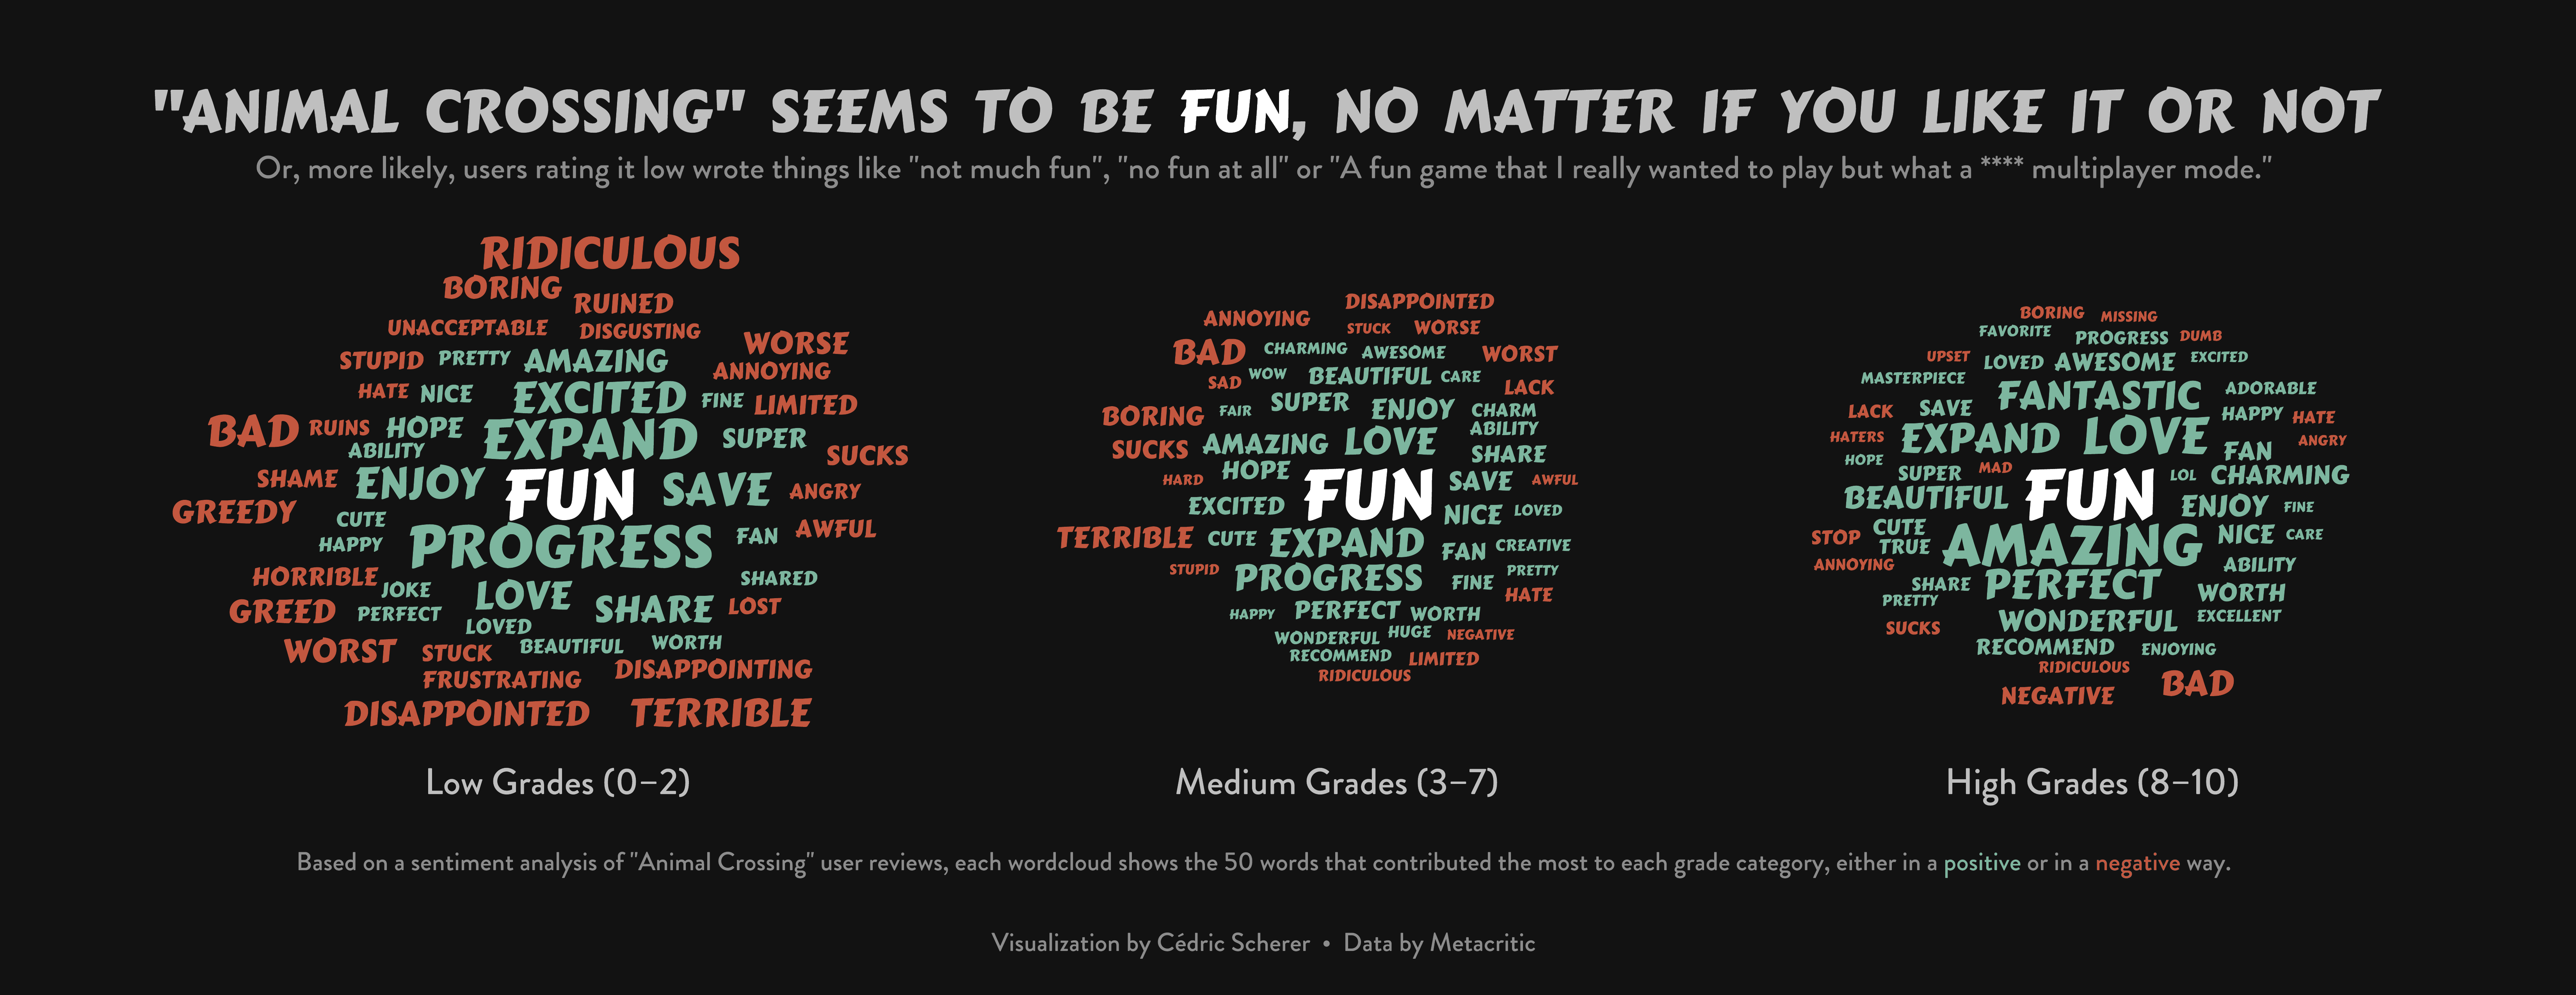 "ANIMAL CROSSING" SEEMS TO BE FUN, NO MATTER IF YOU LIKE IT OR NOT
Or, more likely, users rating it low wrote things like "not much fun", "no fun at all" or "A fun game that I really wanted to play but what a **** multiplayer mode."
RIDICULOUS
BORING
RUINED
UNACCEPTABLE DISGUSTING
WORSE
STUPID PRETTY AMAZING
ANNOYING
HATE NICE EXCITED FINE LIMITED
BAD RUINS HOPE EXPAND SUPER
ABILITY
SUCKS
SHAME ENJOY FUN SAVE ANGRY
GREEDY
CUTE
AWFUL
HAPPY PROGRESS FAN
HORRIBLE
JOKE LOVE SHARED
GREED PERFECT SHARE LOST
LOVED
WORST STUCK BEAUTIFUL WORTH
FRUSTRATING DISAPPOINTING
DISAPPOINTED TERRIBLE
Low Grades (0–2)
DISAPPOINTED
ANNOYING
STUCK WORSE
BAD CHARMING AWESOME WORST
SAD WOW BEAUTIFUL CARE
LACK
BORING FAIR SUPER ENJOY CHARM
ABILITY
SUCKS AMAZING LOVE
SHARE
HOPE
HARD FUN SAVE AWFUL
EXCITED NICE LOVED
TERRIBLE CUTE EXPAND FAN CREATIVE
STUPID PROGRESS FINE PRETTY
HATE
HAPPY PERFECT WORTH
WONDERFUL HUGE NEGATIVE
RECOMMEND LIMITED
RIDICULOUS
Medium Grades (3–7)
BORING MISSING
FAVORITE PROGRESS DUMB
UPSET LOVED AWESOME EXCITED
MASTERPIECE
FANTASTIC ADORABLE
LACK SAVE HAPPY HATE
HATERS EXPAND LOVE ANGRY
FAN
HOPE
SUPER MAD LOL CHARMING
BEAUTIFUL FUN ENJOY FINE
STOP CUTE
NICE CARE
TRUE AMAZING
ANNOYING ABILITY
SHARE PERFECT WORTH
PRETTY
WONDERFUL EXCELLENT
SUCKS
RECOMMEND ENJOYING
RIDICULOUS
NEGATIVE BAD
High Grades (8–10)
Based on a sentiment analysis of "Animal Crossing" user reviews, each wordcloud shows the 50 words that contributed the most to each grade category, either in a positive or in a negative way.
Visualization by Cédric Scherer • Data by Metacritic